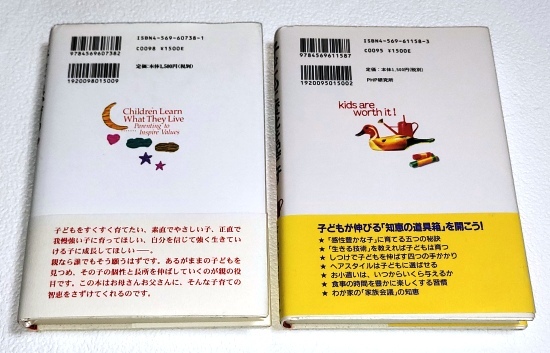 ISBN4-569-60738-1
C0098 ¥1500E
定価:本体1,500円(税別)
9784569607382
1920098015009
Children Learn
What They Live
Parenting to
Inspire Values
子どもをすくすく育てたい、素直でやさしい子、正直で
我慢強い子に育ってほしい、自分を信じて強く生きてい
ける子に成長してほしい——。
親なら誰でもそう願うはずです。あるがままの子どもを
見つめ、その子の個性と長所を伸ばしていくのが親の役
目です。この本はお母さんお父さんに、そんな子育ての
智恵をさずけてくれるのです。
ISBN4-569-61158-3
C0095 ¥1500E
定価:本体1,500円(税別)
PHP研究所
9784569611587
1920095015002
kids are
worth it!
子どもが伸びる「知恵の道具箱」を開こう!
★「感性豊かな子」に育てる五つの秘訣
★「生きる技術」を教えれば子どもは育つ
★しつけで子どもを伸ばす四つの手かかり
★ヘアスタイルは子どもに選ばせる
★お小遣いは、いつからいくら与えるか
★食事の時間を豊かに楽しくする習慣
★わが家の「家族会議」の知恵